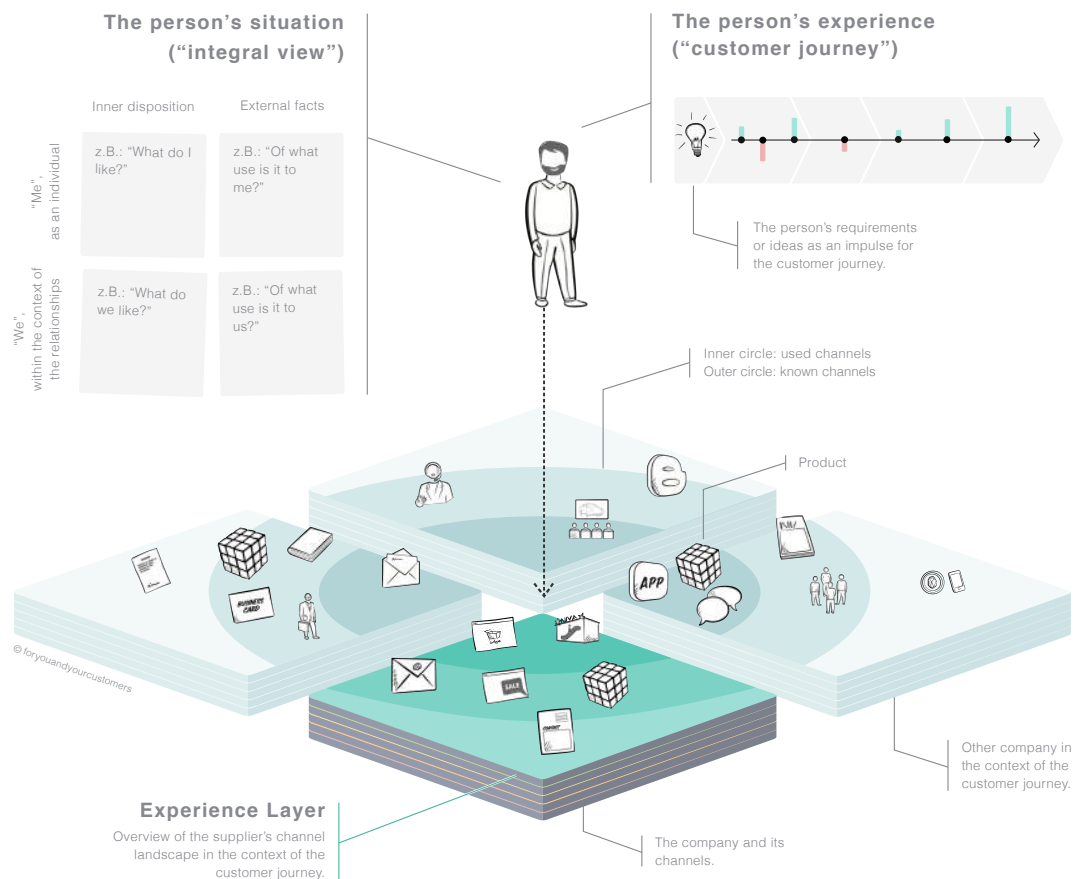 The person’s situation
(“integral view”)
The person’s experience
(“customer journey”)
Inner disposition
External facts
“Me”,
as an individual
z.B.: “What do I
like?”
z.B.: “Of what
use is it to
me?”
“We”,
within the context of
the relationships
z.B.: “What do
we like?”
z.B.: “Of what
use is it to
us?”
The person’s requirements
or ideas as an impulse for
the customer journey.
Inner circle: used channels
Outer circle: known channels
Product
BUSINESS
CARD
APP
SALE
© foryouandyourcustomers
Other company in
the context of the
customer journey.
Experience Layer
Overview of the supplier’s channel
landscape in the context of the
customer journey.
The company and its
channels.